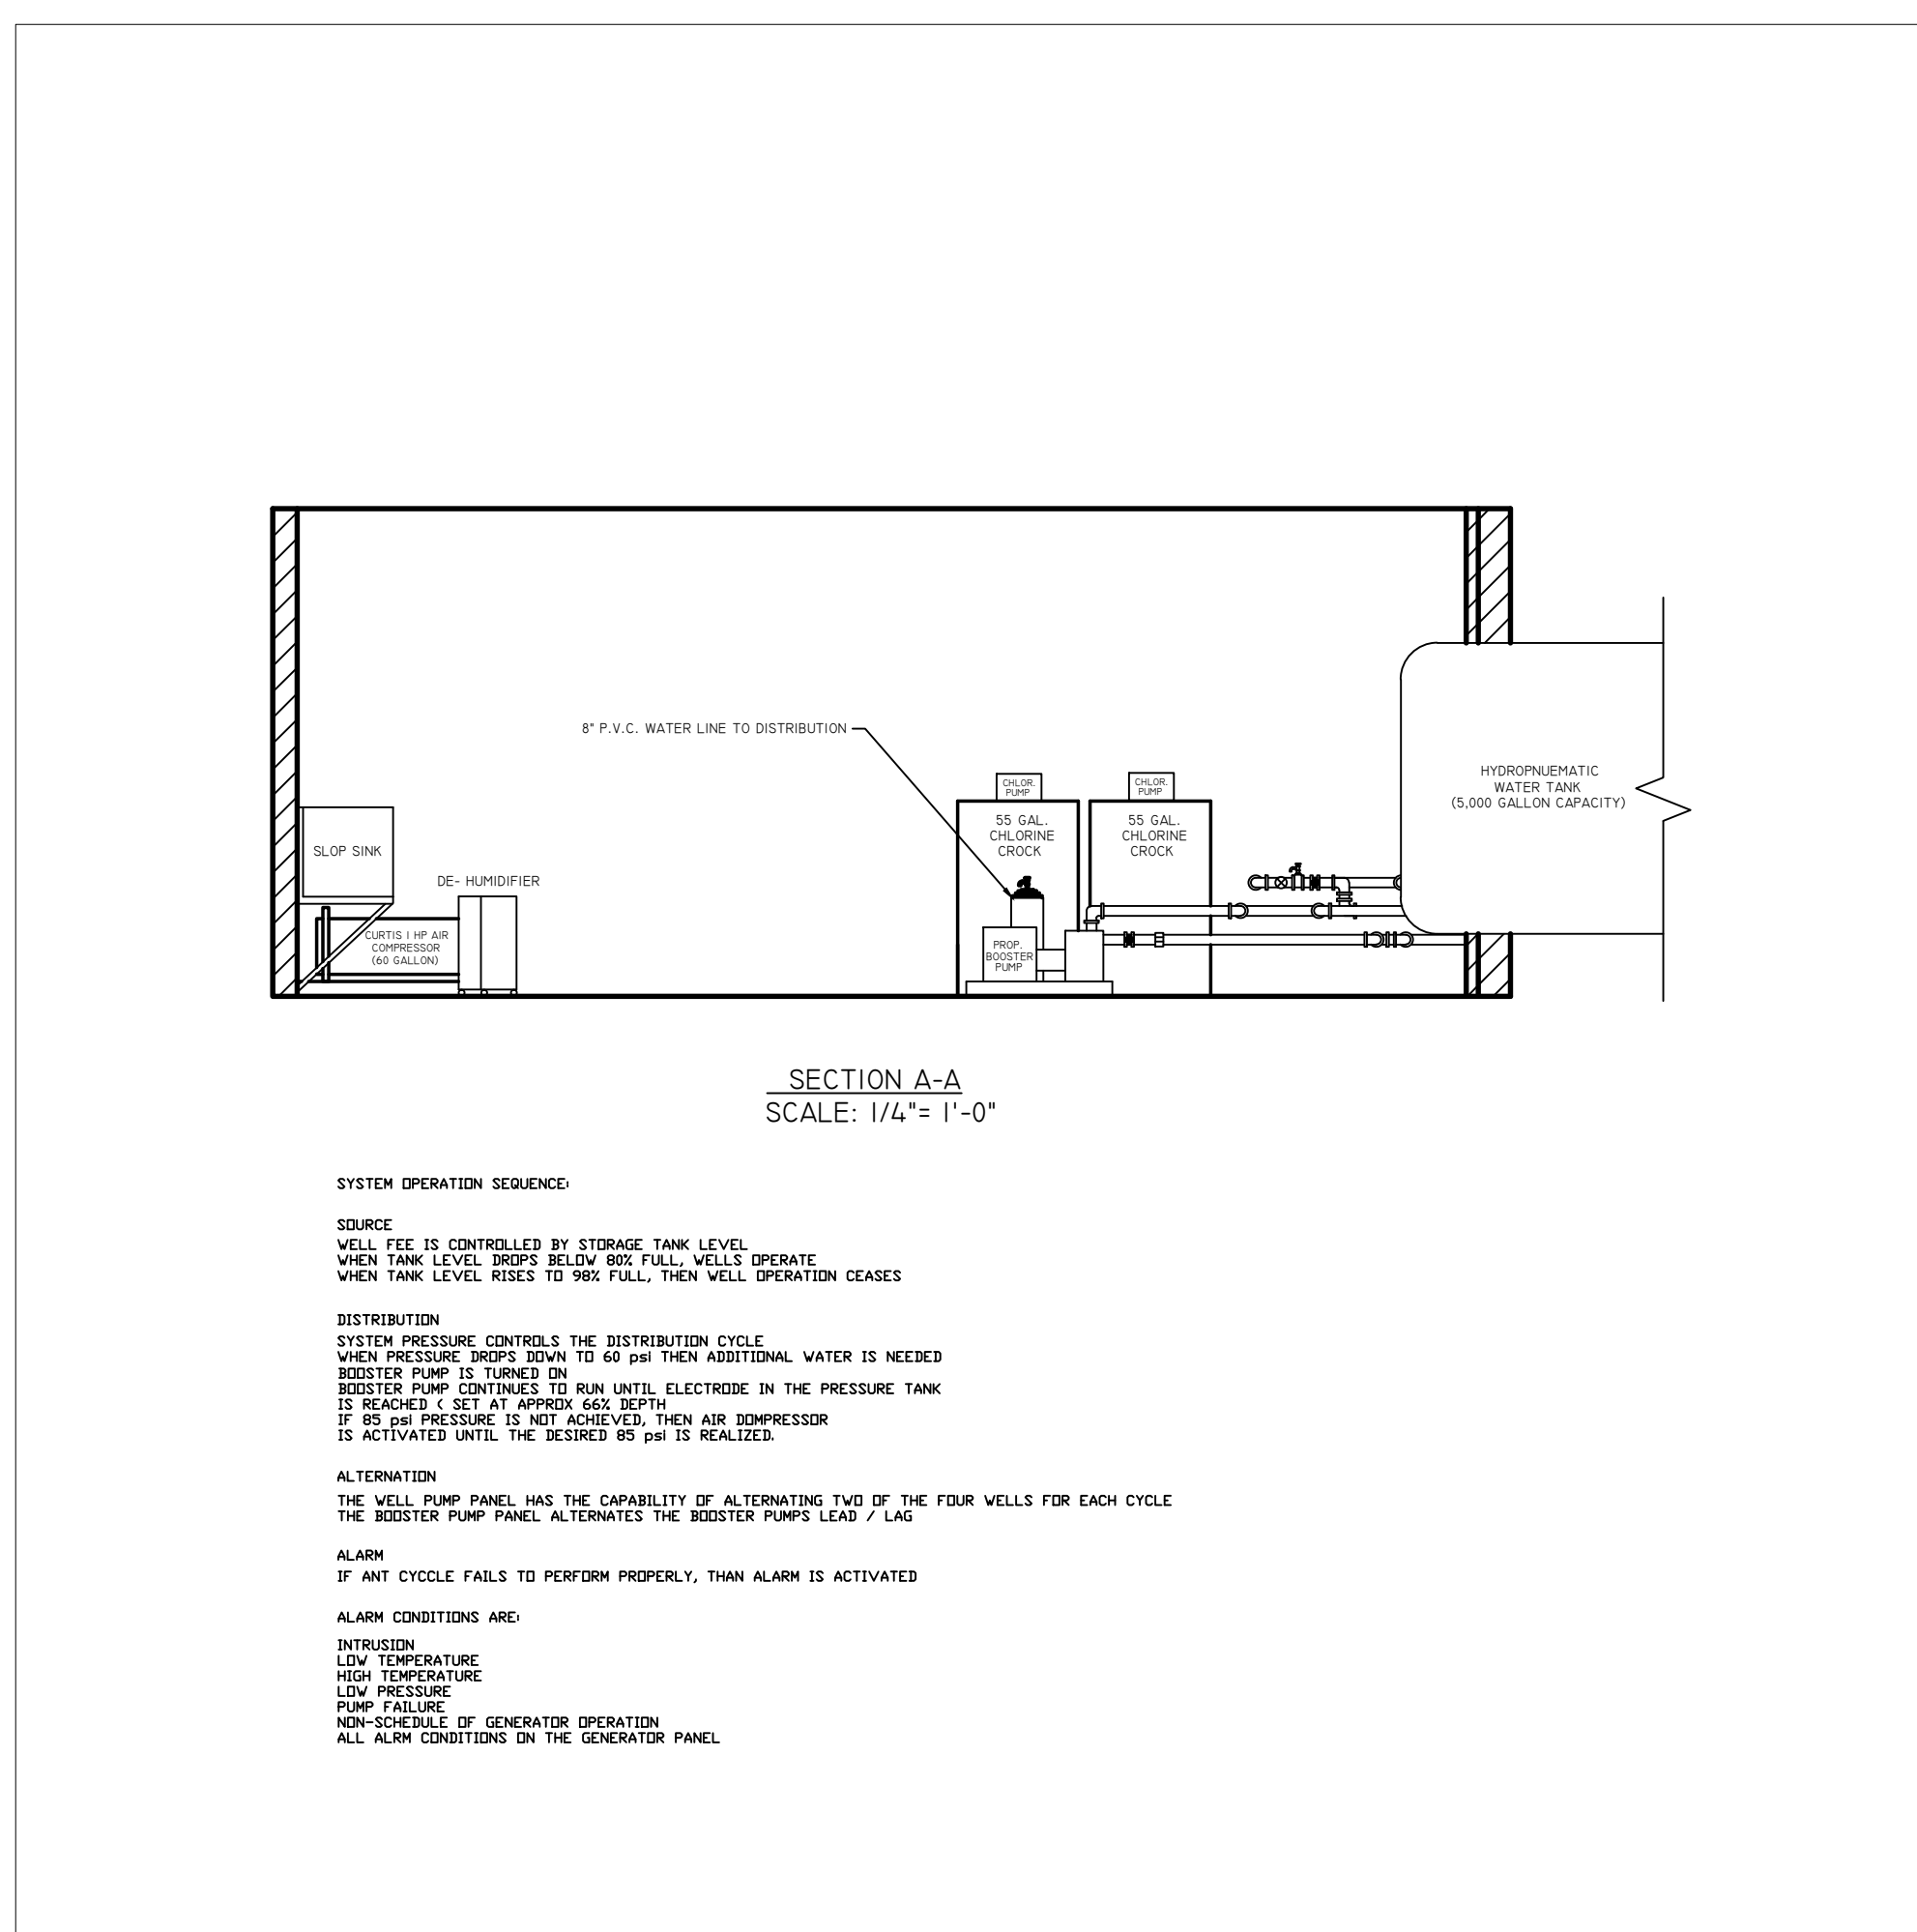 8" P.V.C. WATER LINE TO DISTRIBUTION
CHLOR.
PUMP
CHLOR.
PUMP
55 GAL.
CHLORINE
CROCK
55 GAL.
CHLORINE
CROCK
HYDROPNUEMATIC
WATER TANK
(5,000 GALLON CAPACITY)
SLOP SINK
DE- HUMIDIFIER
CURTIS 1 HP AIR
COMPRESSOR
(60 GALLON)
PROP.
BOOSTER
PUMP
SECTION A-A
SCALE: 1/4"= 1'-0"
SYSTEM OPERATION SEQUENCE:
SOURCE
WELL FEE IS CONTROLLED BY STORAGE TANK LEVEL
WHEN TANK LEVEL DROPS BELOW 80% FULL, WELLS OPERATE
WHEN TANK LEVEL RISES TO 98% FULL, THEN WELL OPERATION CEASES
DISTRIBUTION
SYSTEM PRESSURE CONTROLS THE DISTRIBUTION CYCLE
WHEN PRESSURE DROPS DOWN TO 60 psi THEN ADDITIONAL WATER IS NEEDED
BOOSTER PUMP IS TURNED ON
BOOSTER PUMP CONTINUES TO RUN UNTIL ELECTRODE IN THE PRESSURE TANK
IS REACHED ( SET AT APPROX 66% DEPTH
IF 85 psi PRESSURE IS NOT ACHIEVED, THEN AIR DOMPRESSOR
IS ACTIVATED UNTIL THE DESIRED 85 psi IS REALIZED.
ALTERNATION
THE WELL PUMP PANEL HAS THE CAPABILITY OF ALTERNATING TWO OF THE FOUR WELLS FOR EACH CYCLE
THE BOOSTER PUMP PANEL ALTERNATES THE BOOSTER PUMPS LEAD / LAG
ALARM
IF ANT CYCCLE FAILS TO PERFORM PROPERLY, THAN ALARM IS ACTIVATED
ALARM CONDITIONS ARE:
INTRUSION
LOW TEMPERATURE
HIGH TEMPERATURE
LOW PRESSURE
PUMP FAILURE
NON-SCHEDULE OF GENERATOR OPERATION
ALL ALRM CONDITIONS ON THE GENERATOR PANEL